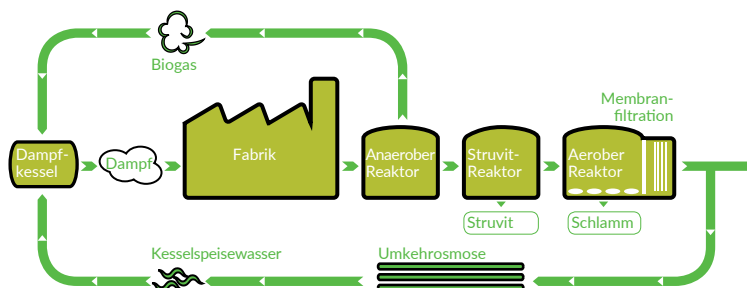 Biogas
Membran-
filtration
Dampf-
kessel
Dampf
Fabrik
Anaerober
Reaktor
Struvit-
Reaktor
Aerober
Reaktor
Struvit
Schlamm
Kesselspeisewasser
Umkehrosmose